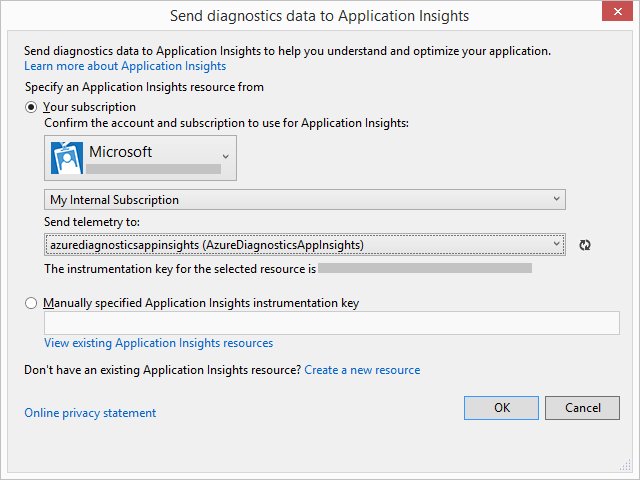 Send diagnostics data to Application Insights
Send diagnostics data to Application Insights to help you understand and optimize your application.
Learn more about Application Insights
Specify an Application Insights resource from
Your subscription
Confirm the account and subscription to use for Application Insights:
Microsoft
My Internal Subscription
Send telemetry to:
azurediagnosticsappinsights (AzureDiagnosticsAppInsights)
The instrumentation key for the selected resource is
Manually specified Application Insights instrumentation key
View existing Application Insights resources
Don't have an existing Application Insights resource? Create a new resource
Online privacy statement
OK
Cancel